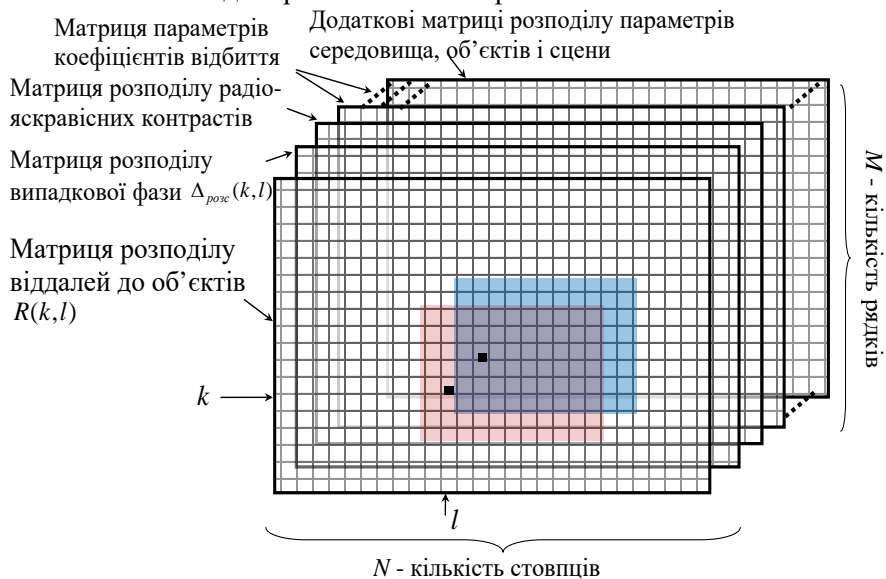 Матриця параметрів
коефіцієнтів відбиття
Додаткові матриці розподілу параметрів
середовища, об’єктів і сцени
Матриця розподілу радіо-
яскравісних контрастів
Матриця розподілу
випадкової фази Δрозс(k,l)
Матриця розподілу
віддалей до об’єктів
R(k,l)
k
l
M - кількість рядків
N - кількість стовпців